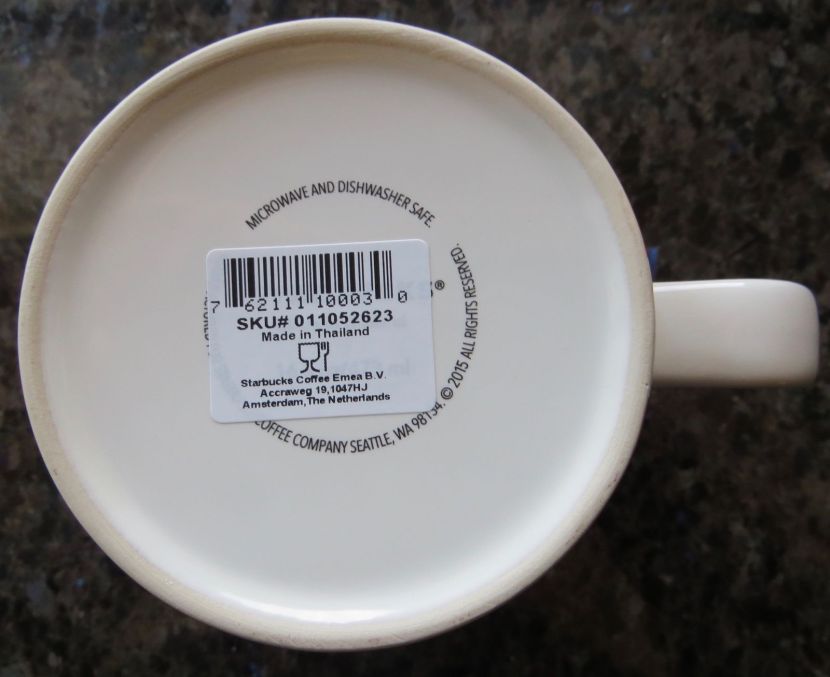 MICROWAVE AND DISHWASHER SAFE.
7 62111 10003 0
SKU# 011052623
Made in Thailand
Starbucks Coffee Emea B.V.
Accraweg 19,1047HJ
Amsterdam,The Netherlands
®
COFFEE COMPANY SEATTLE, WA 98134. © 2015 ALL RIGHTS RESERVED.